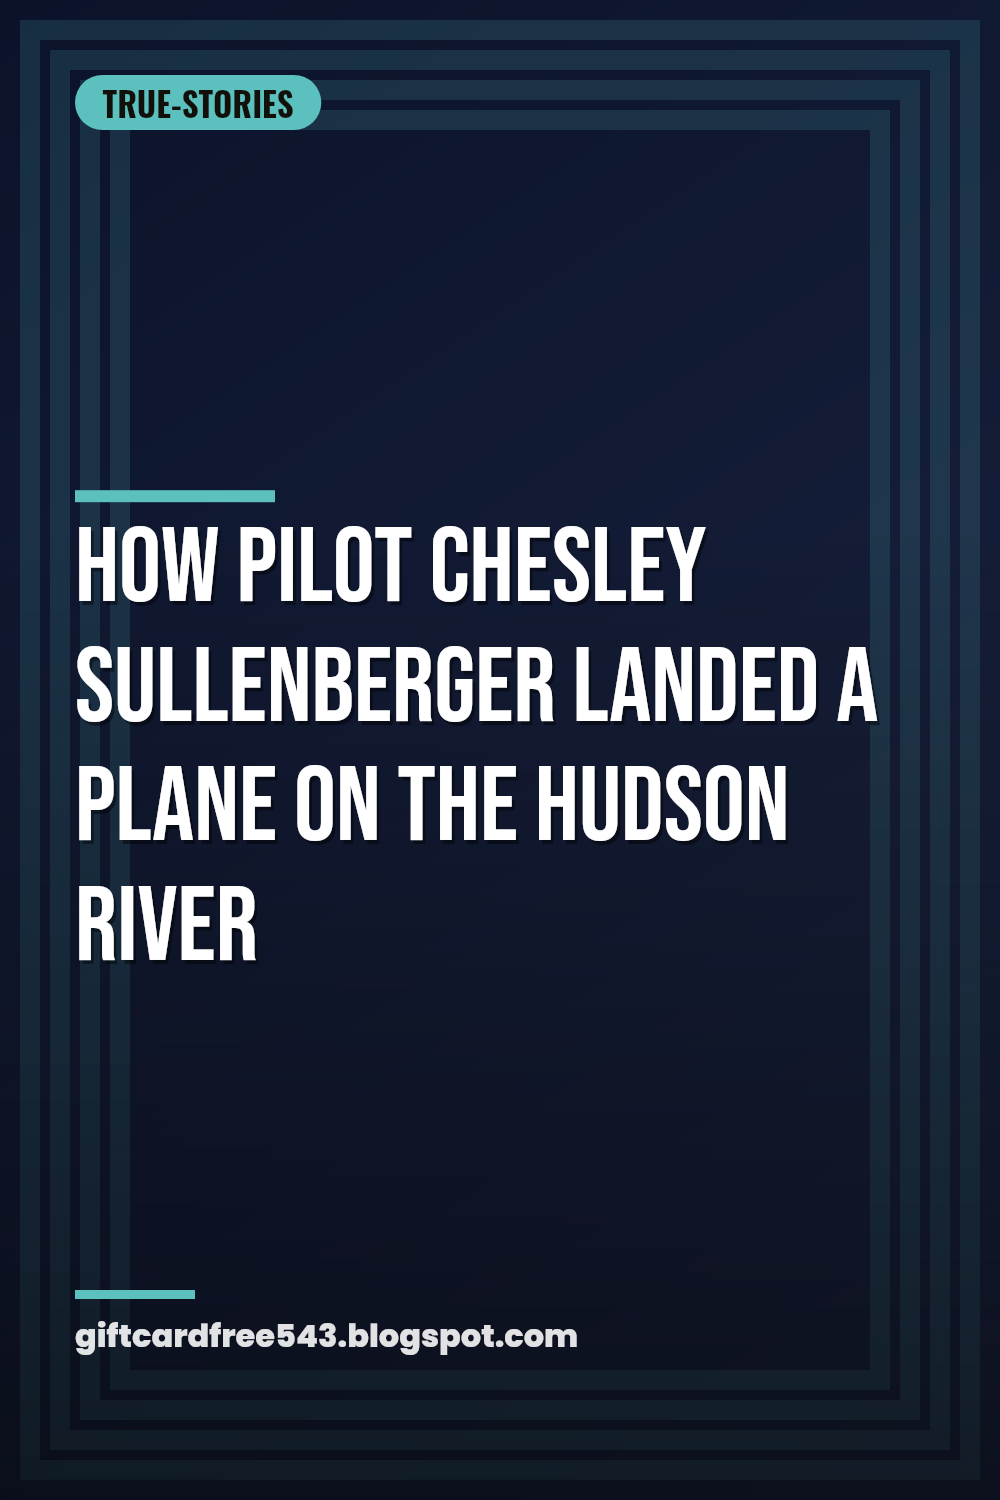 TRUE-STORIES
HOW PILOT CHESLEY
SULLENBERGER LANDED A
PLANE ON THE HUDSON
RIVER
giftcardfree543.blogspot.com